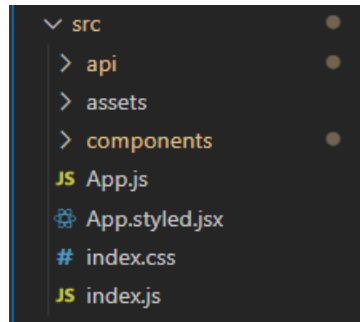 src
api
assets
components
JS App.js
App.styled.jsx
# index.css
JS index.js